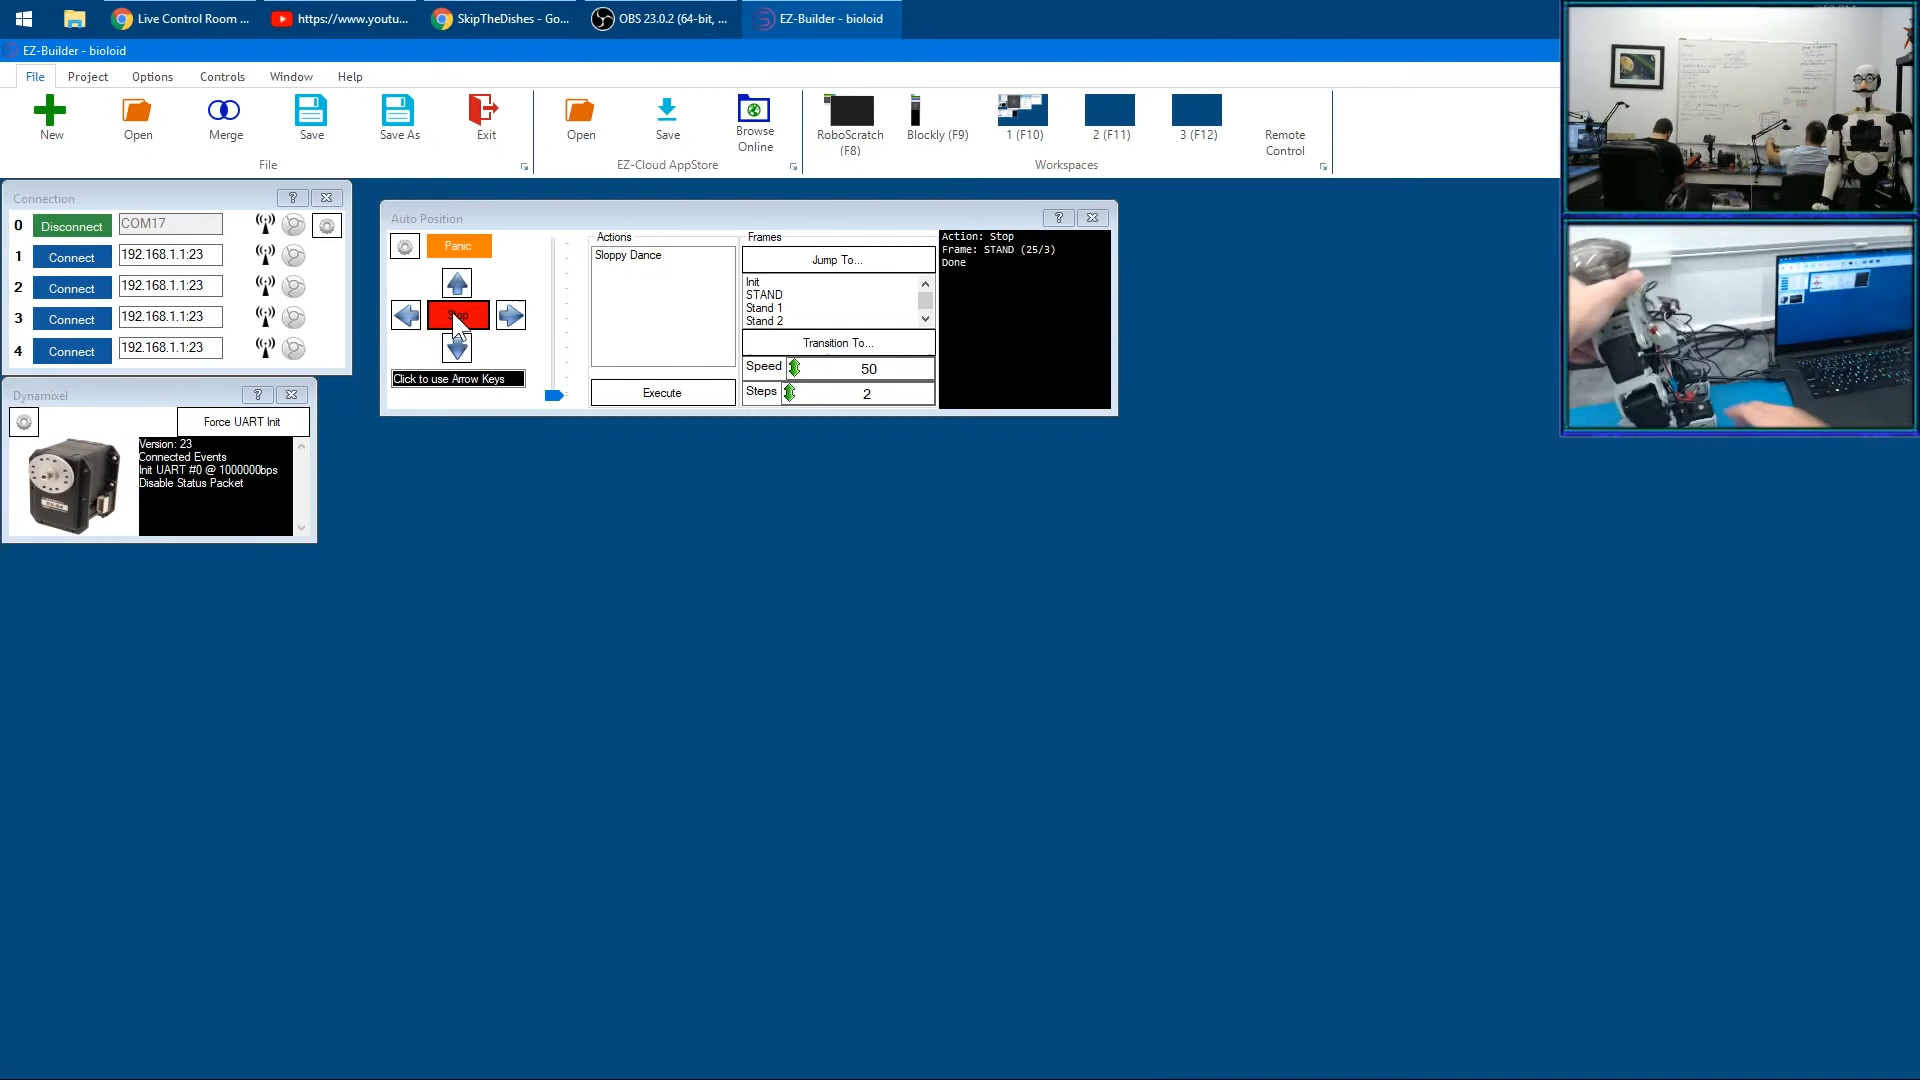 Live Control Room ...
https://www.youtu...
SkipTheDishes - Go...
OBS 23.0.2 (64-bit, ...
EZ-Builder - bioloid
EZ-Builder - bioloid
File
Project
Options
Controls
Window
Help
New
Open
Merge
Save
Save As
Exit
File
Open
Save
Browse
Online
EZ-Cloud AppStore
RoboScratch
(F8)
Blockly (F9)
1 (F10)
2 (F11)
3 (F12)
Remote
Control
Workspaces
Connection
?
0 Disconnect COM17
1 Connect 192.168.1.1:23
2 Connect 192.168.1.1:23
3 Connect 192.168.1.1:23
4 Connect 192.168.1.1:23
Dynamixel
?
Force UART Init
Version: 23
Connected Events
Init UART #0 @ 1000000bps
Disable Status Packet
Auto Position
?
Panic
Stop
Click to use Arrow Keys
Actions
Sloppy Dance
Execute
Frames
Jump To...
Init
STAND
Stand 1
Stand 2
Transition To...
Speed 50
Steps 2
Action: Stop
Frame: STAND (25/3)
Done